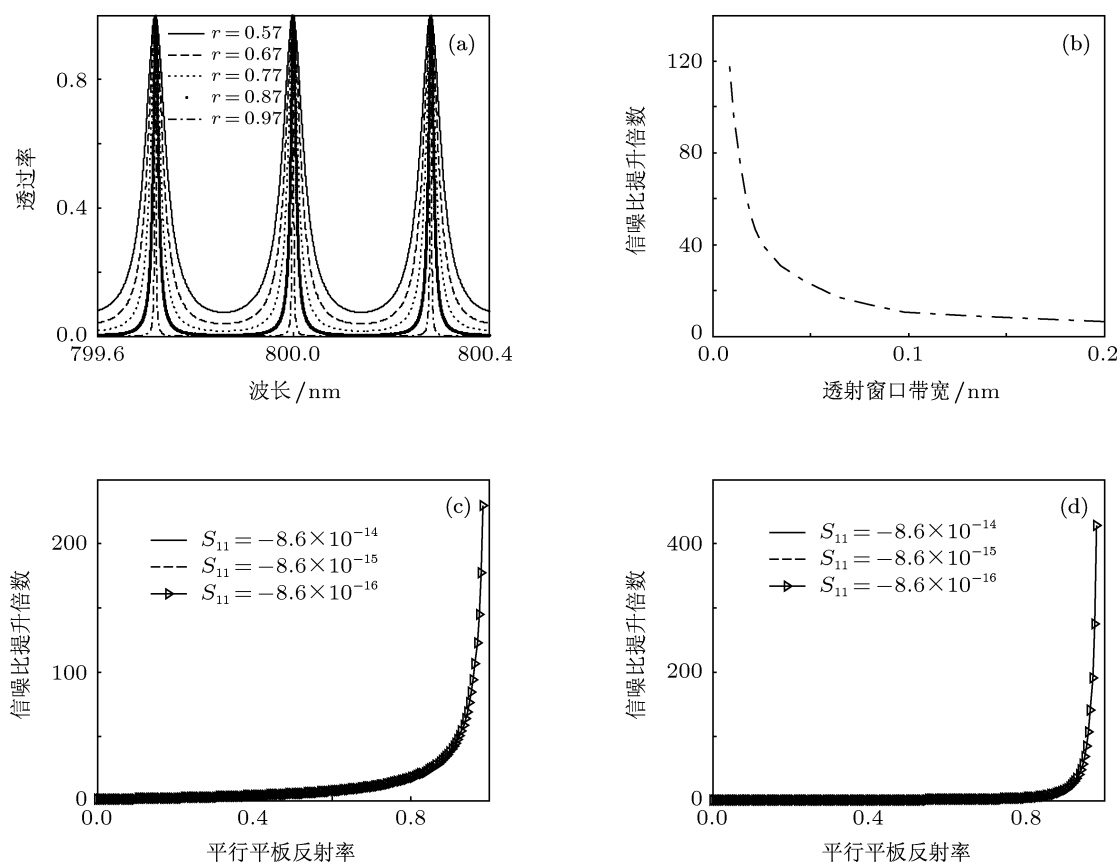 (a)
r = 0.57
r = 0.67
r = 0.77
r = 0.87
r = 0.97
0.8
0.4
0.0
透过率
799.6 800.0 800.4
波长/nm
(b)
120
80
40
0
信噪比提升倍数
0.0 0.1 0.2
透射窗口带宽/nm
(c)
S₁₁ = −8.6×10⁻¹⁴
S₁₁ = −8.6×10⁻¹⁵
S₁₁ = −8.6×10⁻¹⁶
200
100
0
信噪比提升倍数
0.0 0.4 0.8
平行平板反射率
(d)
S₁₁ = −8.6×10⁻¹⁴
S₁₁ = −8.6×10⁻¹⁵
S₁₁ = −8.6×10⁻¹⁶
400
200
0
信噪比提升倍数
0.0 0.4 0.8
平行平板反射率